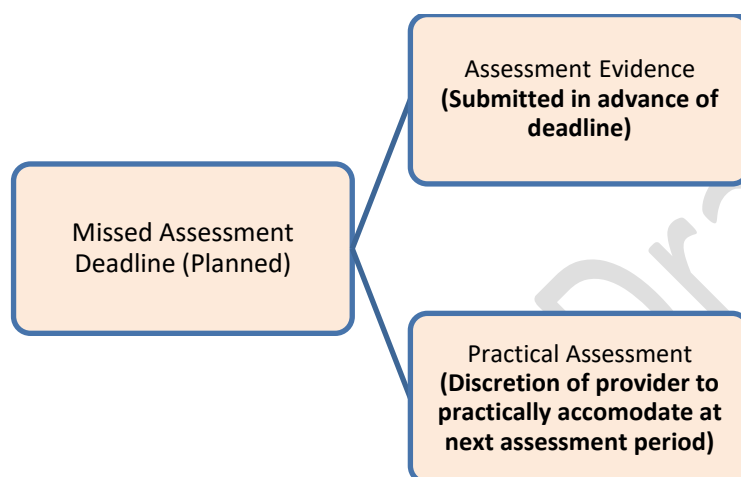 Assessment Evidence
(Submitted in advance of
deadline)
Missed Assessment
Deadline (Planned)
Practical Assessment
(Discretion of provider to
practically accomodate at
next assessment period)